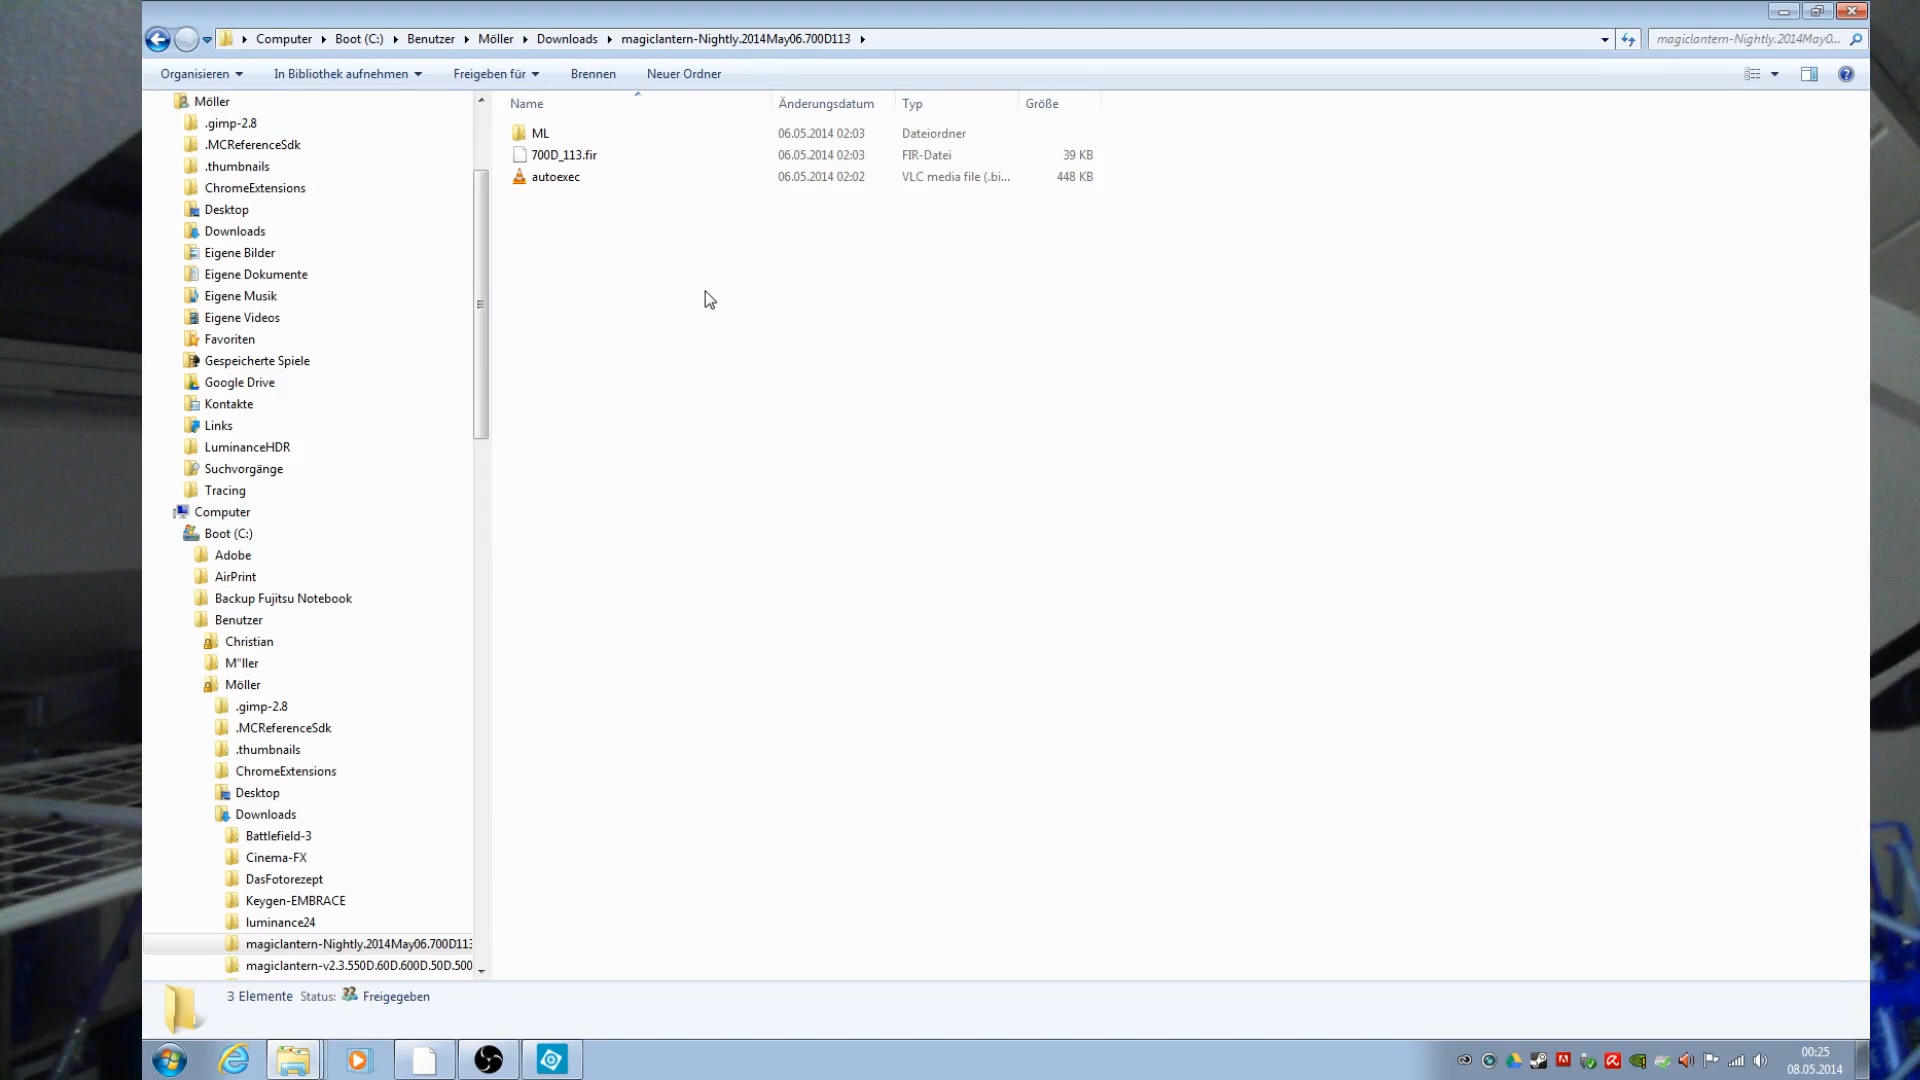 Computer Boot (C:) Benutzer Möller Downloads magiclantern-Nightly.2014May06.700D113
magiclantern-Nightly.2014May0...
Organisieren In Bibliothek aufnehmen Freigeben für Brennen Neuer Ordner
Name Änderungsdatum Typ Größe
ML 06.05.2014 02:03 Dateiordner
700D_113.fir 06.05.2014 02:03 FIR-Datei 39 KB
autoexec 06.05.2014 02:02 VLC media file (.bi... 448 KB
Möller
.gimp-2.8
.MCReferenceSdk
.thumbnails
ChromeExtensions
Desktop
Downloads
Eigene Bilder
Eigene Dokumente
Eigene Musik
Eigene Videos
Favoriten
Gespeicherte Spiele
Google Drive
Kontakte
Links
LuminanceHDR
Suchvorgänge
Tracing
Computer
Boot (C:)
Adobe
AirPrint
Backup Fujitsu Notebook
Benutzer
Christian
M"ller
Möller
.gimp-2.8
.MCReferenceSdk
.thumbnails
ChromeExtensions
Desktop
Downloads
Battlefield-3
Cinema-FX
DasFotorezept
Keygen-EMBRACE
luminance24
magiclantern-Nightly.2014May06.700D113
magiclantern-v2.3.550D.60D.600D.50D.500
3 Elemente Status: Freigegeben
00:25
08.05.2014